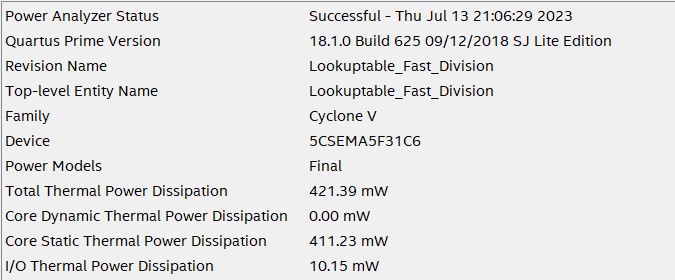 Power Analyzer Status Successful - Thu Jul 13 21:06:29 2023
Quartus Prime Version 18.1.0 Build 625 09/12/2018 SJ Lite Edition
Revision Name Lookuptable_Fast_Division
Top-level Entity Name Lookuptable_Fast_Division
Family Cyclone V
Device 5CSEMA5F31C6
Power Models Final
Total Thermal Power Dissipation 421.39 mW
Core Dynamic Thermal Power Dissipation 0.00 mW
Core Static Thermal Power Dissipation 411.23 mW
I/O Thermal Power Dissipation 10.15 mW